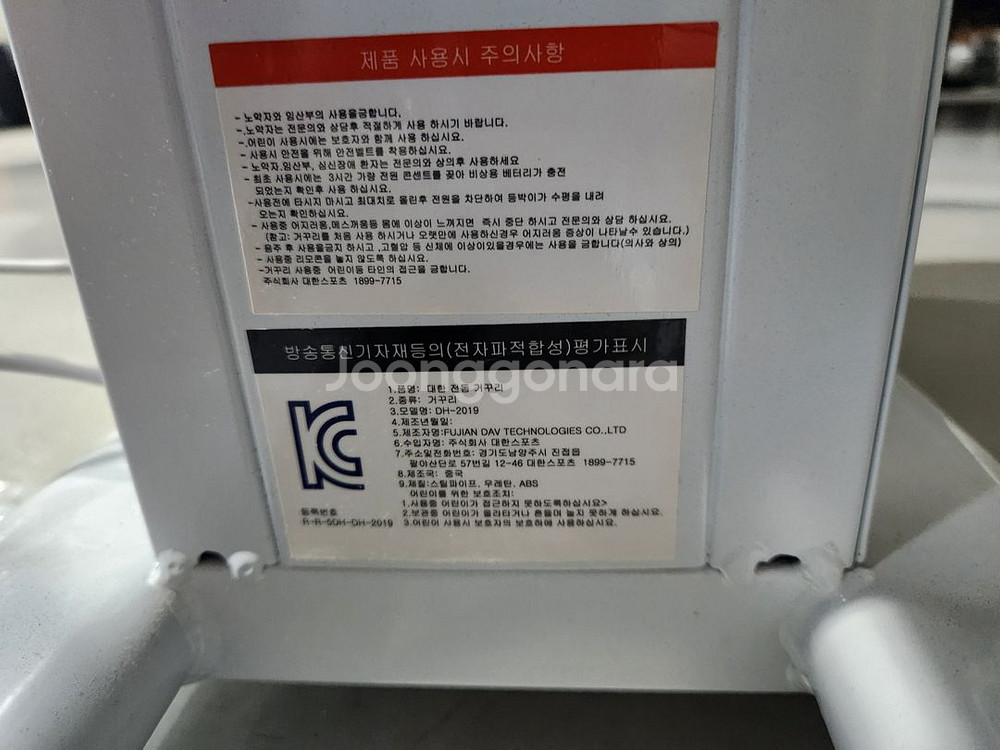 제품 사용시 주의사항
- 노약자와 임산부의 사용을금합니다.
-.노약자는 전문의와 상담후 적절하게 사용 하시기 바랍니다.
-.어린이 사용시에는 보호자와 함께 사용 하십시요.
- 사용시 안전을 위해 안전벨트를 착용하십시요.
- 노약자.임산부, 심신장애 환자는 전문의와 상의후 사용하세요
- 최초 사용시에는 3시간 가량 전원 콘센트를 꽂아 비상용 베터리가 충전
되었는지 확인후 사용 하십시요.
-사용전에 타시지 마시고 최대치로 올린후 전원을 차단하여 등박이가 수평을 내려
오는지 확인하십시요.
- 사용중 어지러움,메스꺼움등 몸에 이상이 느껴지면 즉시 중단 하시고 전문의와 상담 하십시요.
(참고: 거꾸리를 처음 사용 하시거나 오랫만에 사용하신경우 어지러움 증상이 나타날수 있습니다.)
- 음주 후 사용을금지 하시고 ,고혈압 등 신체에 이상이있을경우에는 사용을 금합니다(의사와 상의)
- 사용중 리모콘을 놓지 않도록 하십시요.
-거꾸리 사용중 어린이등 타인의 접근을 금합니다.
주식회사 대한스포츠 1899-7715
방송통신기자재등의(전자파적합성)평가표시
Joonggonara
1.품명: 대한 전동 거꾸리
2.종류: 거꾸리
3.모델명: DH-2019
4.제조년월일:
5.제조자명:FUJIAN DAV TECHNOLOGIES CO.,LTD
6.수입자명: 주식회사 대한스포츠
7.주소및전화번호: 경기도남양주시 진접읍
팔야산단로 57번길 12-46 대한스포츠 1899-7715
8.제조국: 중국
9.재질:스틸파이프, 우레탄, ABS
어린이를 위한 보호조치:
1.사용중 어린이가 접근하지 못하도록하십시요>
2.보관중 어린이가 올라타거나 흔들며 놀지 못하게 하십시요.
3.어린이 사용시 보호자의 보호하에 사용하십시요.
등록번호
R-R-SDH-DH-2019